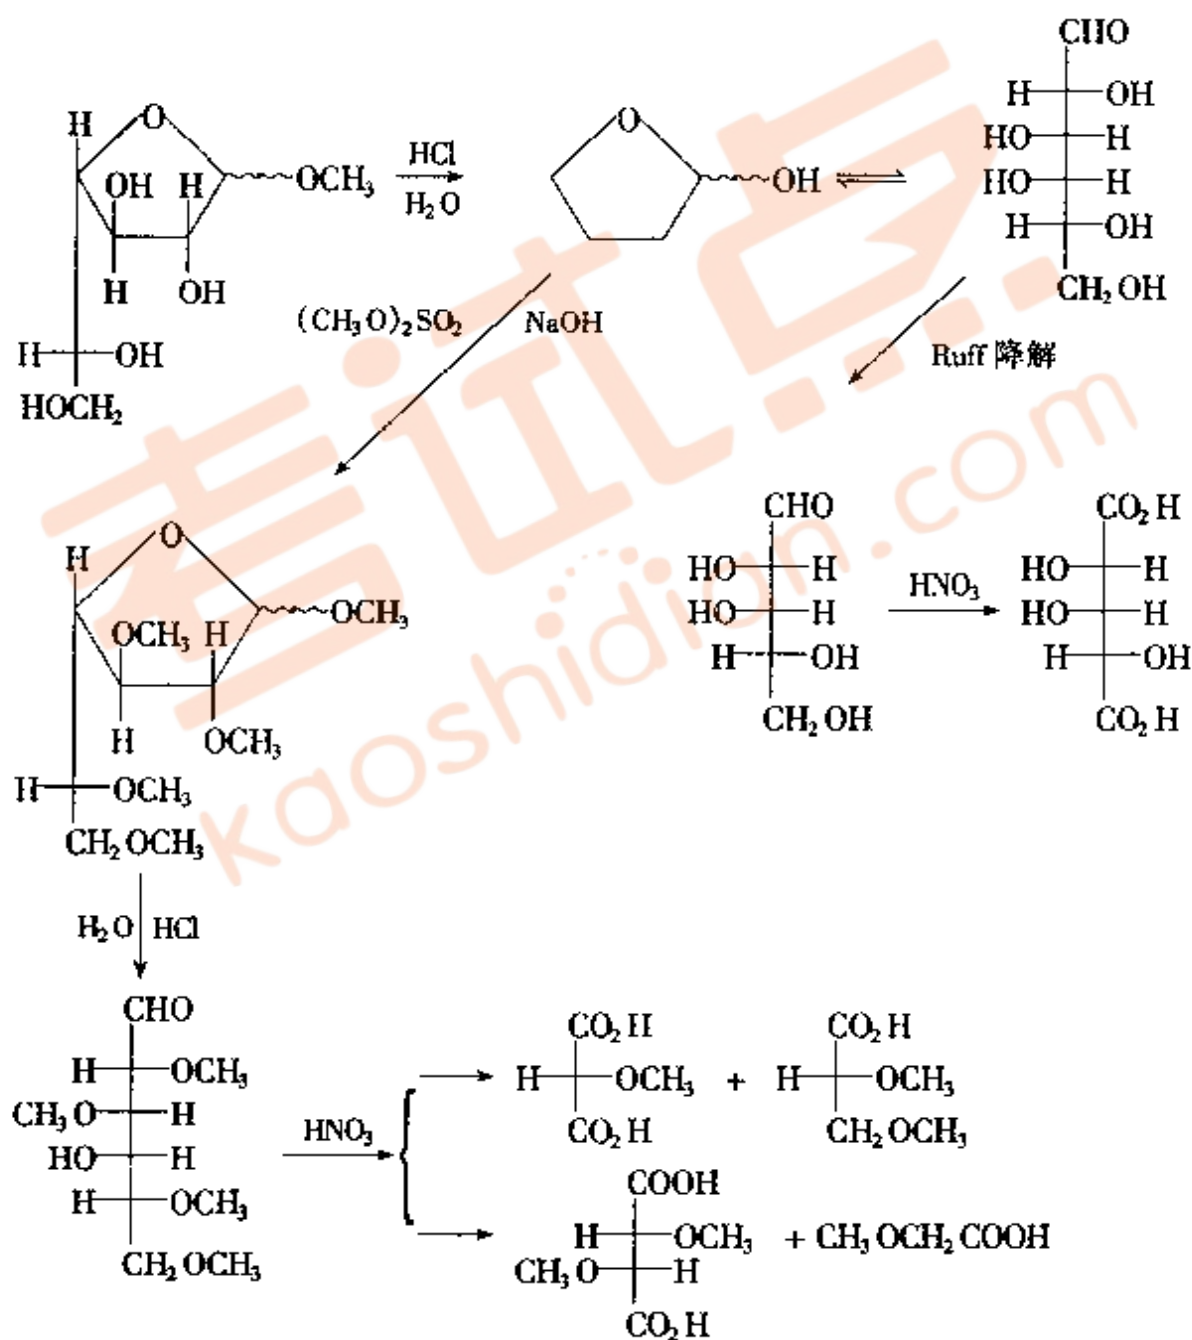 CHO
H OH
HO H
HO H
H OH
CH₂OH
H O
OH H OCH₃
H OH
H OH
HOCH₂
HCl
H₂O
O
OH
(CH₃O)₂SO₂ NaOH
Ruff 降解
H O
OCH₃ H OCH₃
H OCH₃
H OCH₃
CH₂OCH₃
H₂O HCl
CHO
HO H
HO H
H OH
CH₂OH
HNO₃
CO₂H
HO H
HO H
H OH
CO₂H
CHO
H OCH₃
CH₃O H
HO H
H OCH₃
CH₂OCH₃
HNO₃
CO₂H
H OCH₃
CO₂H
+
CO₂H
H OCH₃
CH₂OCH₃
COOH
H OCH₃
CH₃O H
CO₂H
+ CH₃OCH₂COOH
考试点
kaoshidian.com